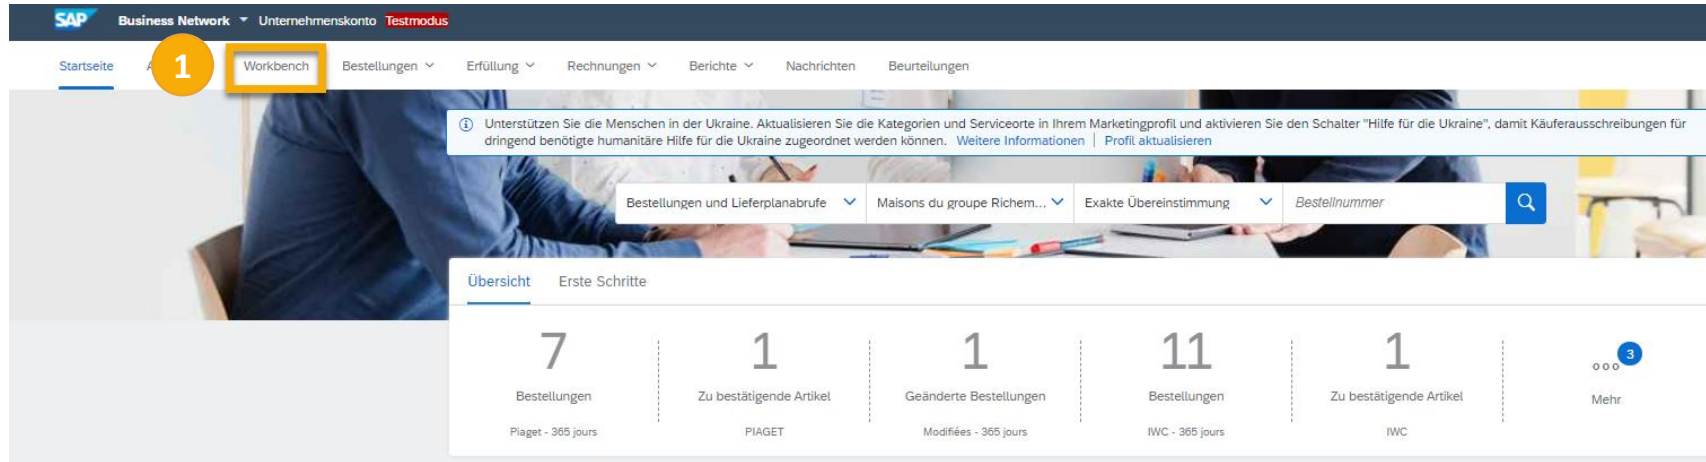 SAP Business Network Unternehmenskonto Testmodus
Startseite A 1 Workbench Bestellungen Erfüllung Rechnungen Berichte Nachrichten Beurteilungen
Unterstützen Sie die Menschen in der Ukraine. Aktualisieren Sie die Kategorien und Serviceorte in Ihrem Marketingprofil und aktivieren Sie den Schalter "Hilfe für die Ukraine", damit Käuferausschreibungen für
dringend benötigte humanitäre Hilfe für die Ukraine zugeordnet werden können. Weitere Informationen | Profil aktualisieren
Bestellungen und Lieferplanabrufe Maisons du groupe Richem... Exakte Übereinstimmung Bestellnummer
Übersicht Erste Schritte
7 1 1 11 1 3
Bestellungen Zu bestätigende Artikel Geänderte Bestellungen Bestellungen Zu bestätigende Artikel Mehr
Piaget - 365 jours PIAGET Modifiées - 365 jours IWC - 365 jours IWC